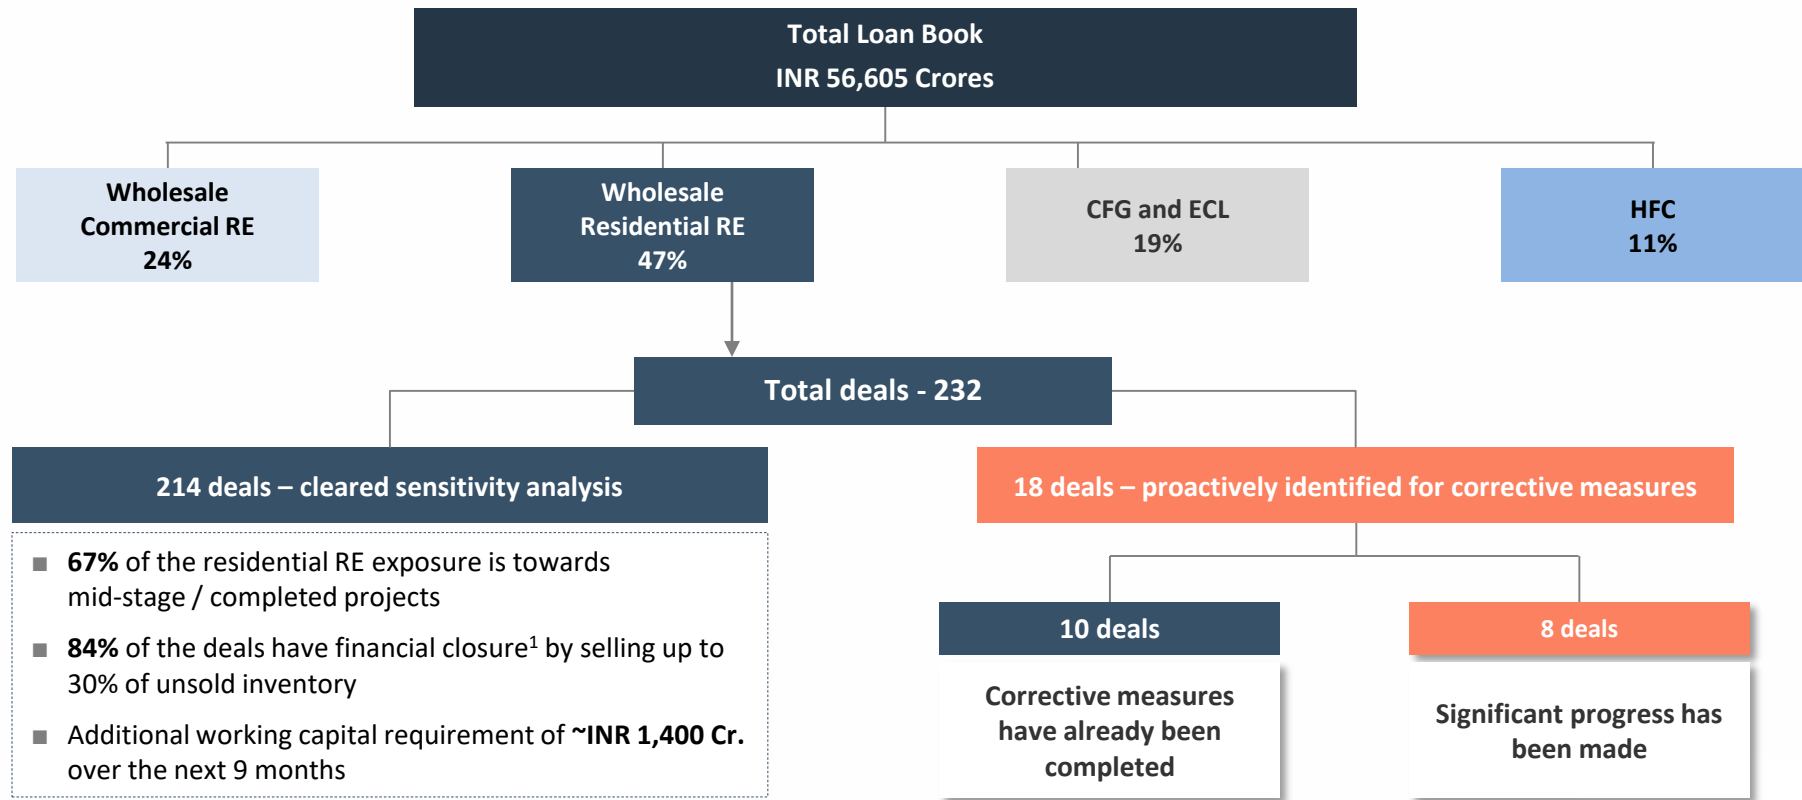 Total Loan Book
INR 56,605 Crores
Wholesale
Commercial RE
24%
Wholesale
Residential RE
47%
CFG and ECL
19%
HFC
11%
Total deals - 232
214 deals – cleared sensitivity analysis
18 deals – proactively identified for corrective measures
■ 67% of the residential RE exposure is towards
mid-stage / completed projects
■ 84% of the deals have financial closure¹ by selling up to
30% of unsold inventory
■ Additional working capital requirement of ~INR 1,400 Cr.
over the next 9 months
10 deals
Corrective measures
have already been
completed
8 deals
Significant progress has
been made